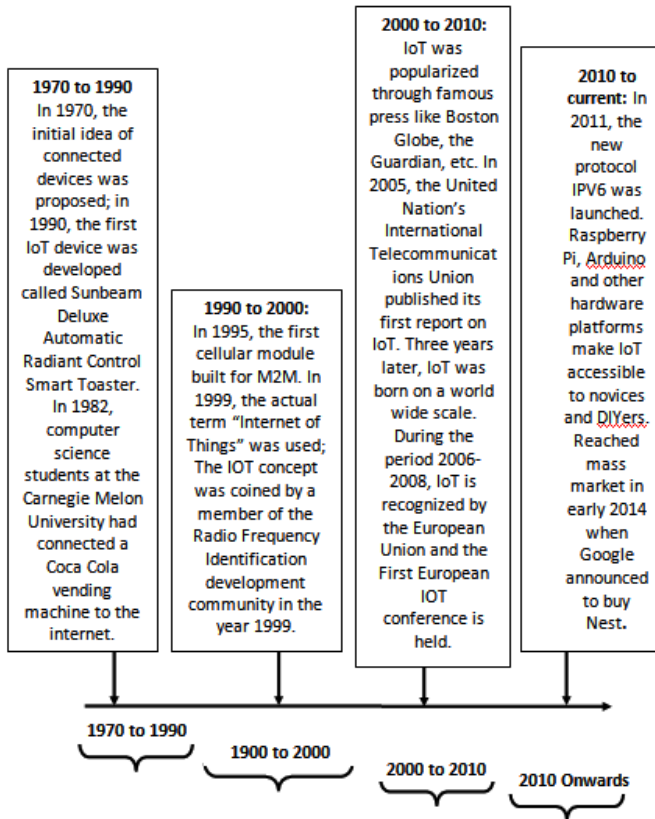 1970 to 1990
In 1970, the
initial idea of
connected
devices was
proposed; in
1990, the first
IoT device was
developed
called Sunbeam
Deluxe
Automatic
Radiant Control
Smart Toaster.
In 1982,
computer
science
students at the
Carnegie Melon
University had
connected a
Coca Cola
vending
machine to the
internet.
1990 to 2000:
In 1995, the first
cellular module
built for M2M. In
1999, the actual
term “Internet of
Things” was used;
The IOT concept
was coined by a
member of the
Radio Frequency
Identification
development
community in the
year 1999.
2000 to 2010:
IoT was
popularized
through famous
press like Boston
Globe, the
Guardian, etc. In
2005, the United
Nation’s
International
Telecommunicat
ions Union
published its
first report on
IoT. Three years
later, IoT was
born on a world
wide scale.
During the
period 2006-
2008, IoT is
recognized by
the European
Union and the
First European
IOT
conference is
held.
2010 to
current: In
2011, the
new
protocol
IPV6 was
launched.
Raspberry
Pi, Arduino
and other
hardware
platforms
make IoT
accessible
to novices
and DIYers.
Reached
mass
market in
early 2014
when
Google
announced
to buy
Nest.
1970 to 1990
1900 to 2000
2000 to 2010
2010 Onwards